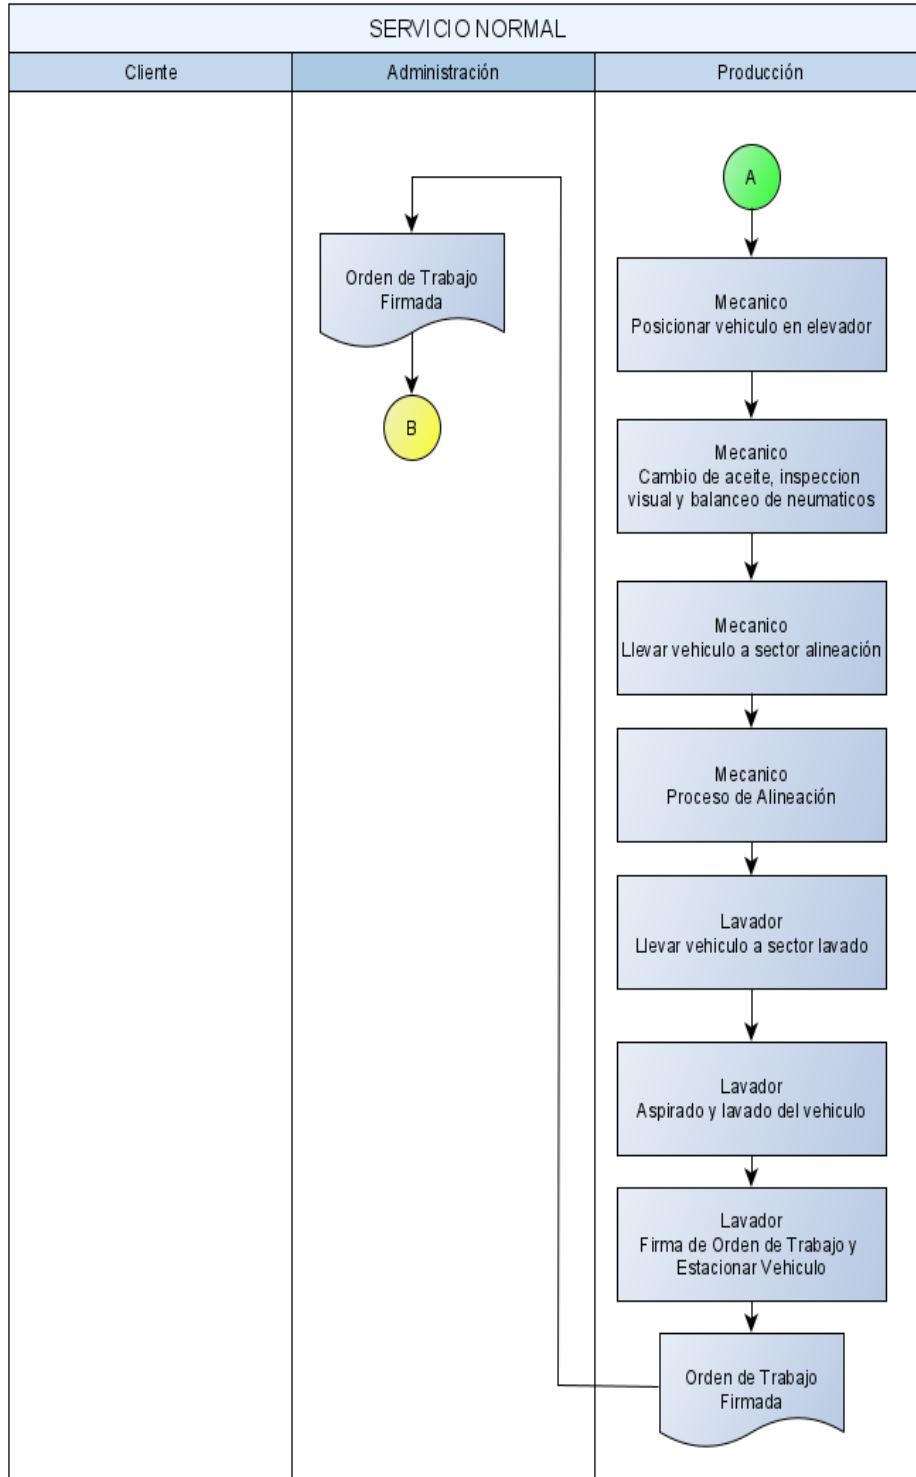 SERVICIO NORMAL
Cliente
Administración
Producción
A
Orden de Trabajo
Firmada
B
Mecanico
Posicionar vehiculo en elevador
Mecanico
Cambio de aceite, inspeccion
visual y balanceo de neumaticos
Mecanico
Llevar vehiculo a sector alineación
Mecanico
Proceso de Alineación
Lavador
Llevar vehiculo a sector lavado
Lavador
Aspirado y lavado del vehiculo
Lavador
Firma de Orden de Trabajo y
Estacionar Vehiculo
Orden de Trabajo
Firmada